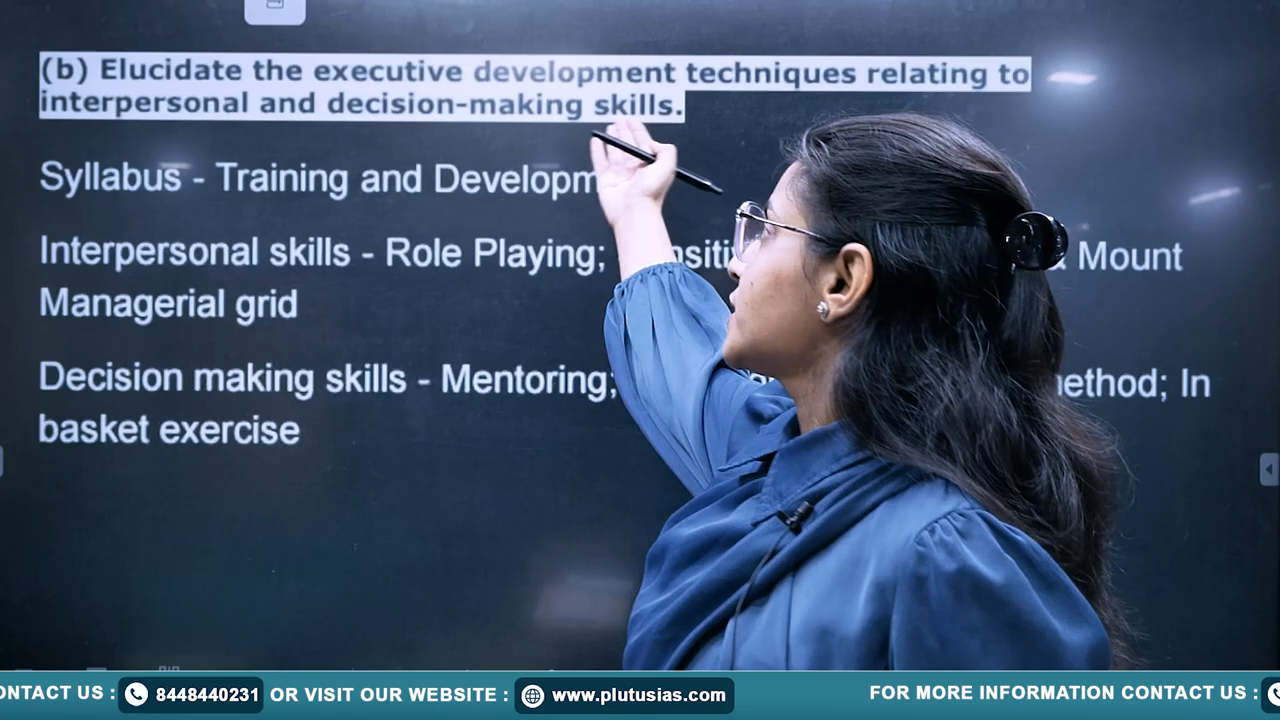 (b) Elucidate the executive development techniques relating to
interpersonal and decision-making skills.
Syllabus - Training and
Interpersonal skills - Role Playing; Mount
Managerial grid
Decision making skills - Mentoring; In
basket exercise
CONTACT US : 8448440231 OR VISIT OUR WEBSITE : www.plutusias.com FOR MORE INFORMATION CONTACT US :